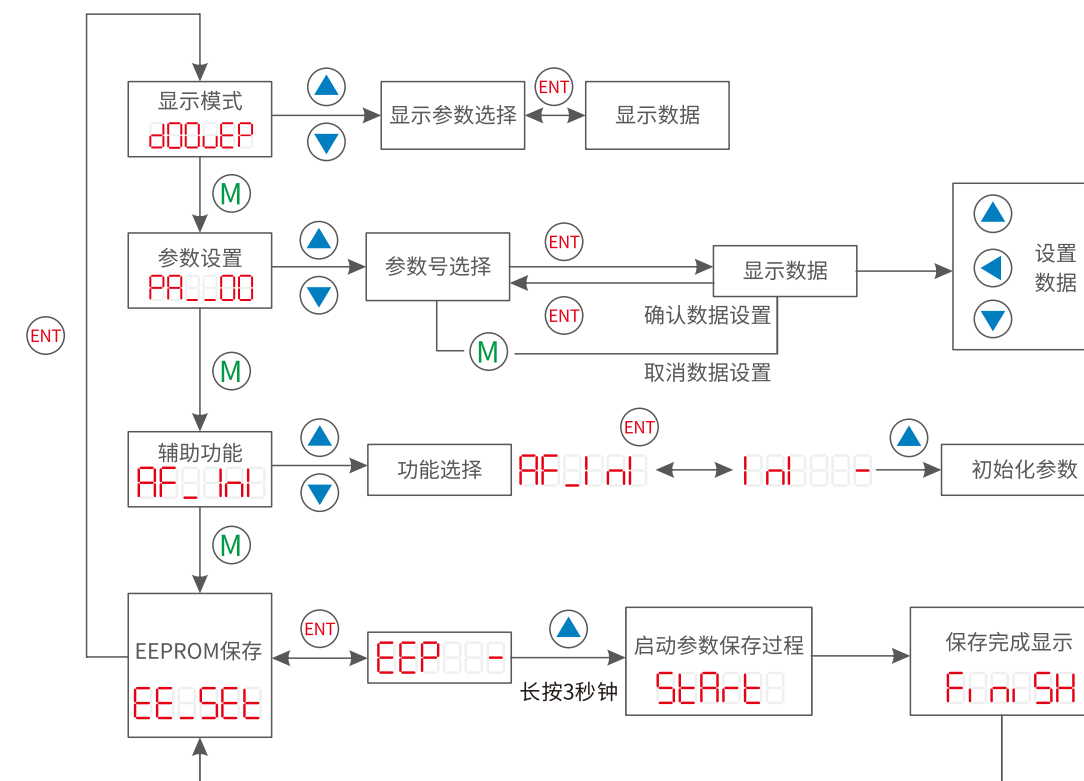 显示模式
d00uEP
显示参数选择
ENT
显示数据
M
参数设置
PA__00
参数号选择
ENT
ENT
显示数据
确认数据设置
M
取消数据设置
设置
数据
ENT
M
辅助功能
AF_InI
功能选择
AF_InI
ENT
InI -
初始化参数
M
EEPROM保存
EE_SEt
ENT
EEP -
长按3秒钟
启动参数保存过程
StArt
保存完成显示
FiniSH